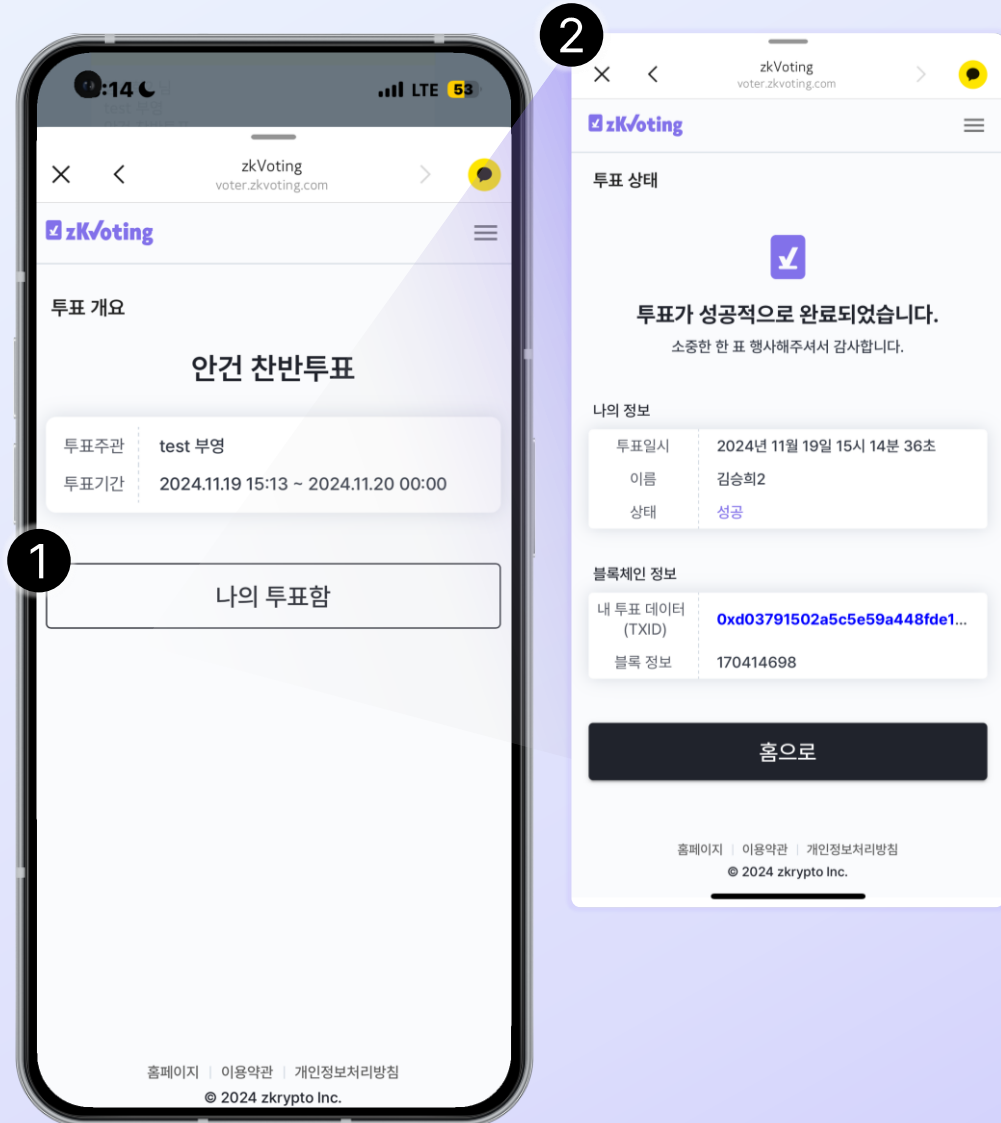 :14
LTE 53
zkVoting
voter.zkvoting.com
zKVoting
투표 개요
안건 찬반투표
투표주관 test 부영
투표기간 2024.11.19 15:13 ~ 2024.11.20 00:00
1
나의 투표함
홈페이지 | 이용약관 | 개인정보처리방침
© 2024 zkrypto Inc.
2
zkVoting
voter.zkvoting.com
zKVoting
투표 상태
투표가 성공적으로 완료되었습니다.
소중한 한 표 행사해주셔서 감사합니다.
나의 정보
투표일시 2024년 11월 19일 15시 14분 36초
이름 김승희2
상태 성공
블록체인 정보
내 투표 데이터
(TXID) 0xd03791502a5c5e59a448fde1...
블록 정보 170414698
홈으로
홈페이지 | 이용약관 | 개인정보처리방침
© 2024 zkrypto Inc.